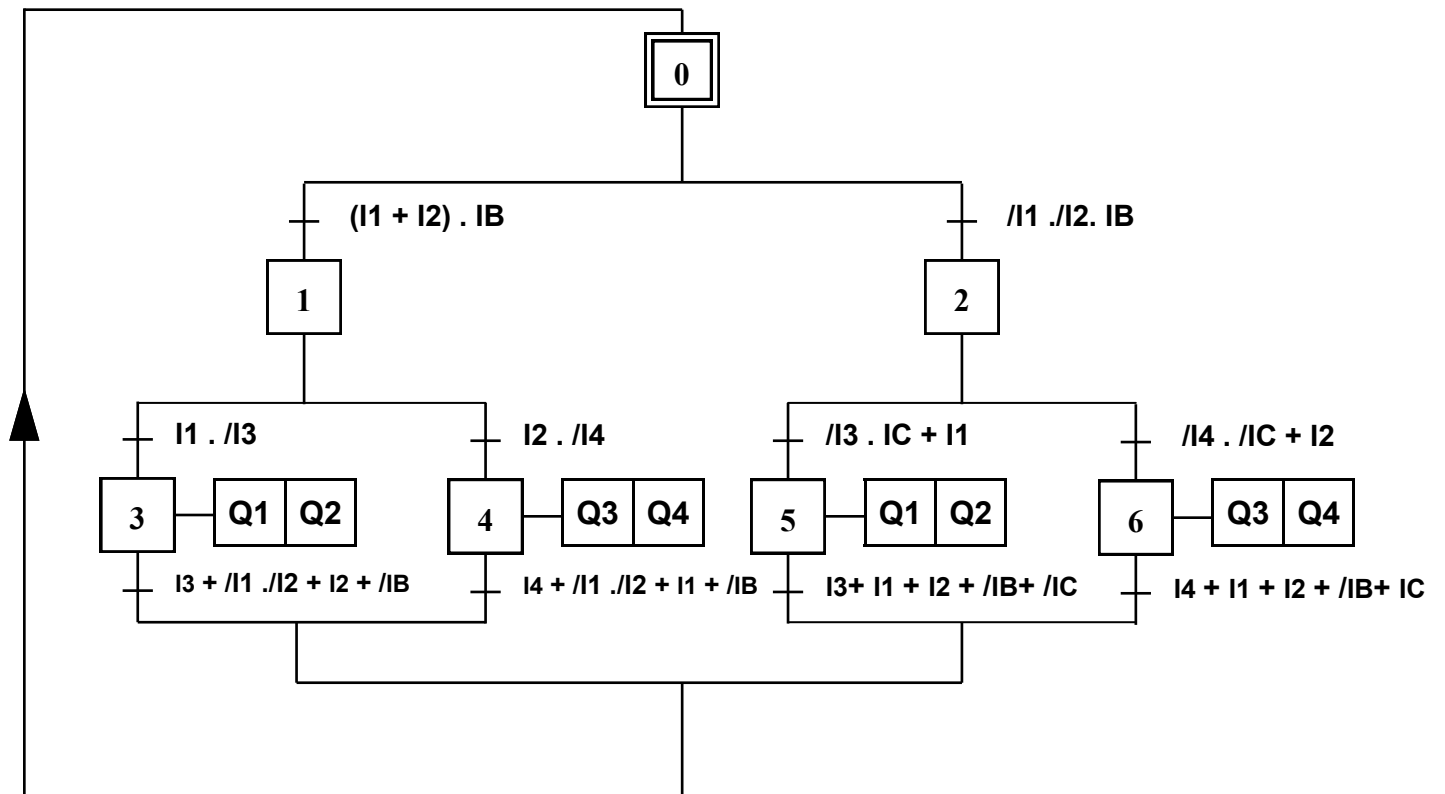 0
(I1 + I2) . IB
/I1 ./I2. IB
1
2
I1 . /I3
I2 . /I4
/I3 . IC + I1
/I4 . /IC + I2
3 Q1 Q2
4 Q3 Q4
5 Q1 Q2
6 Q3 Q4
I3 + /I1 ./I2 + I2 + /IB
I4 + /I1 ./I2 + I1 + /IB
I3+ I1 + I2 + /IB+ /IC
I4 + I1 + I2 + /IB+ IC